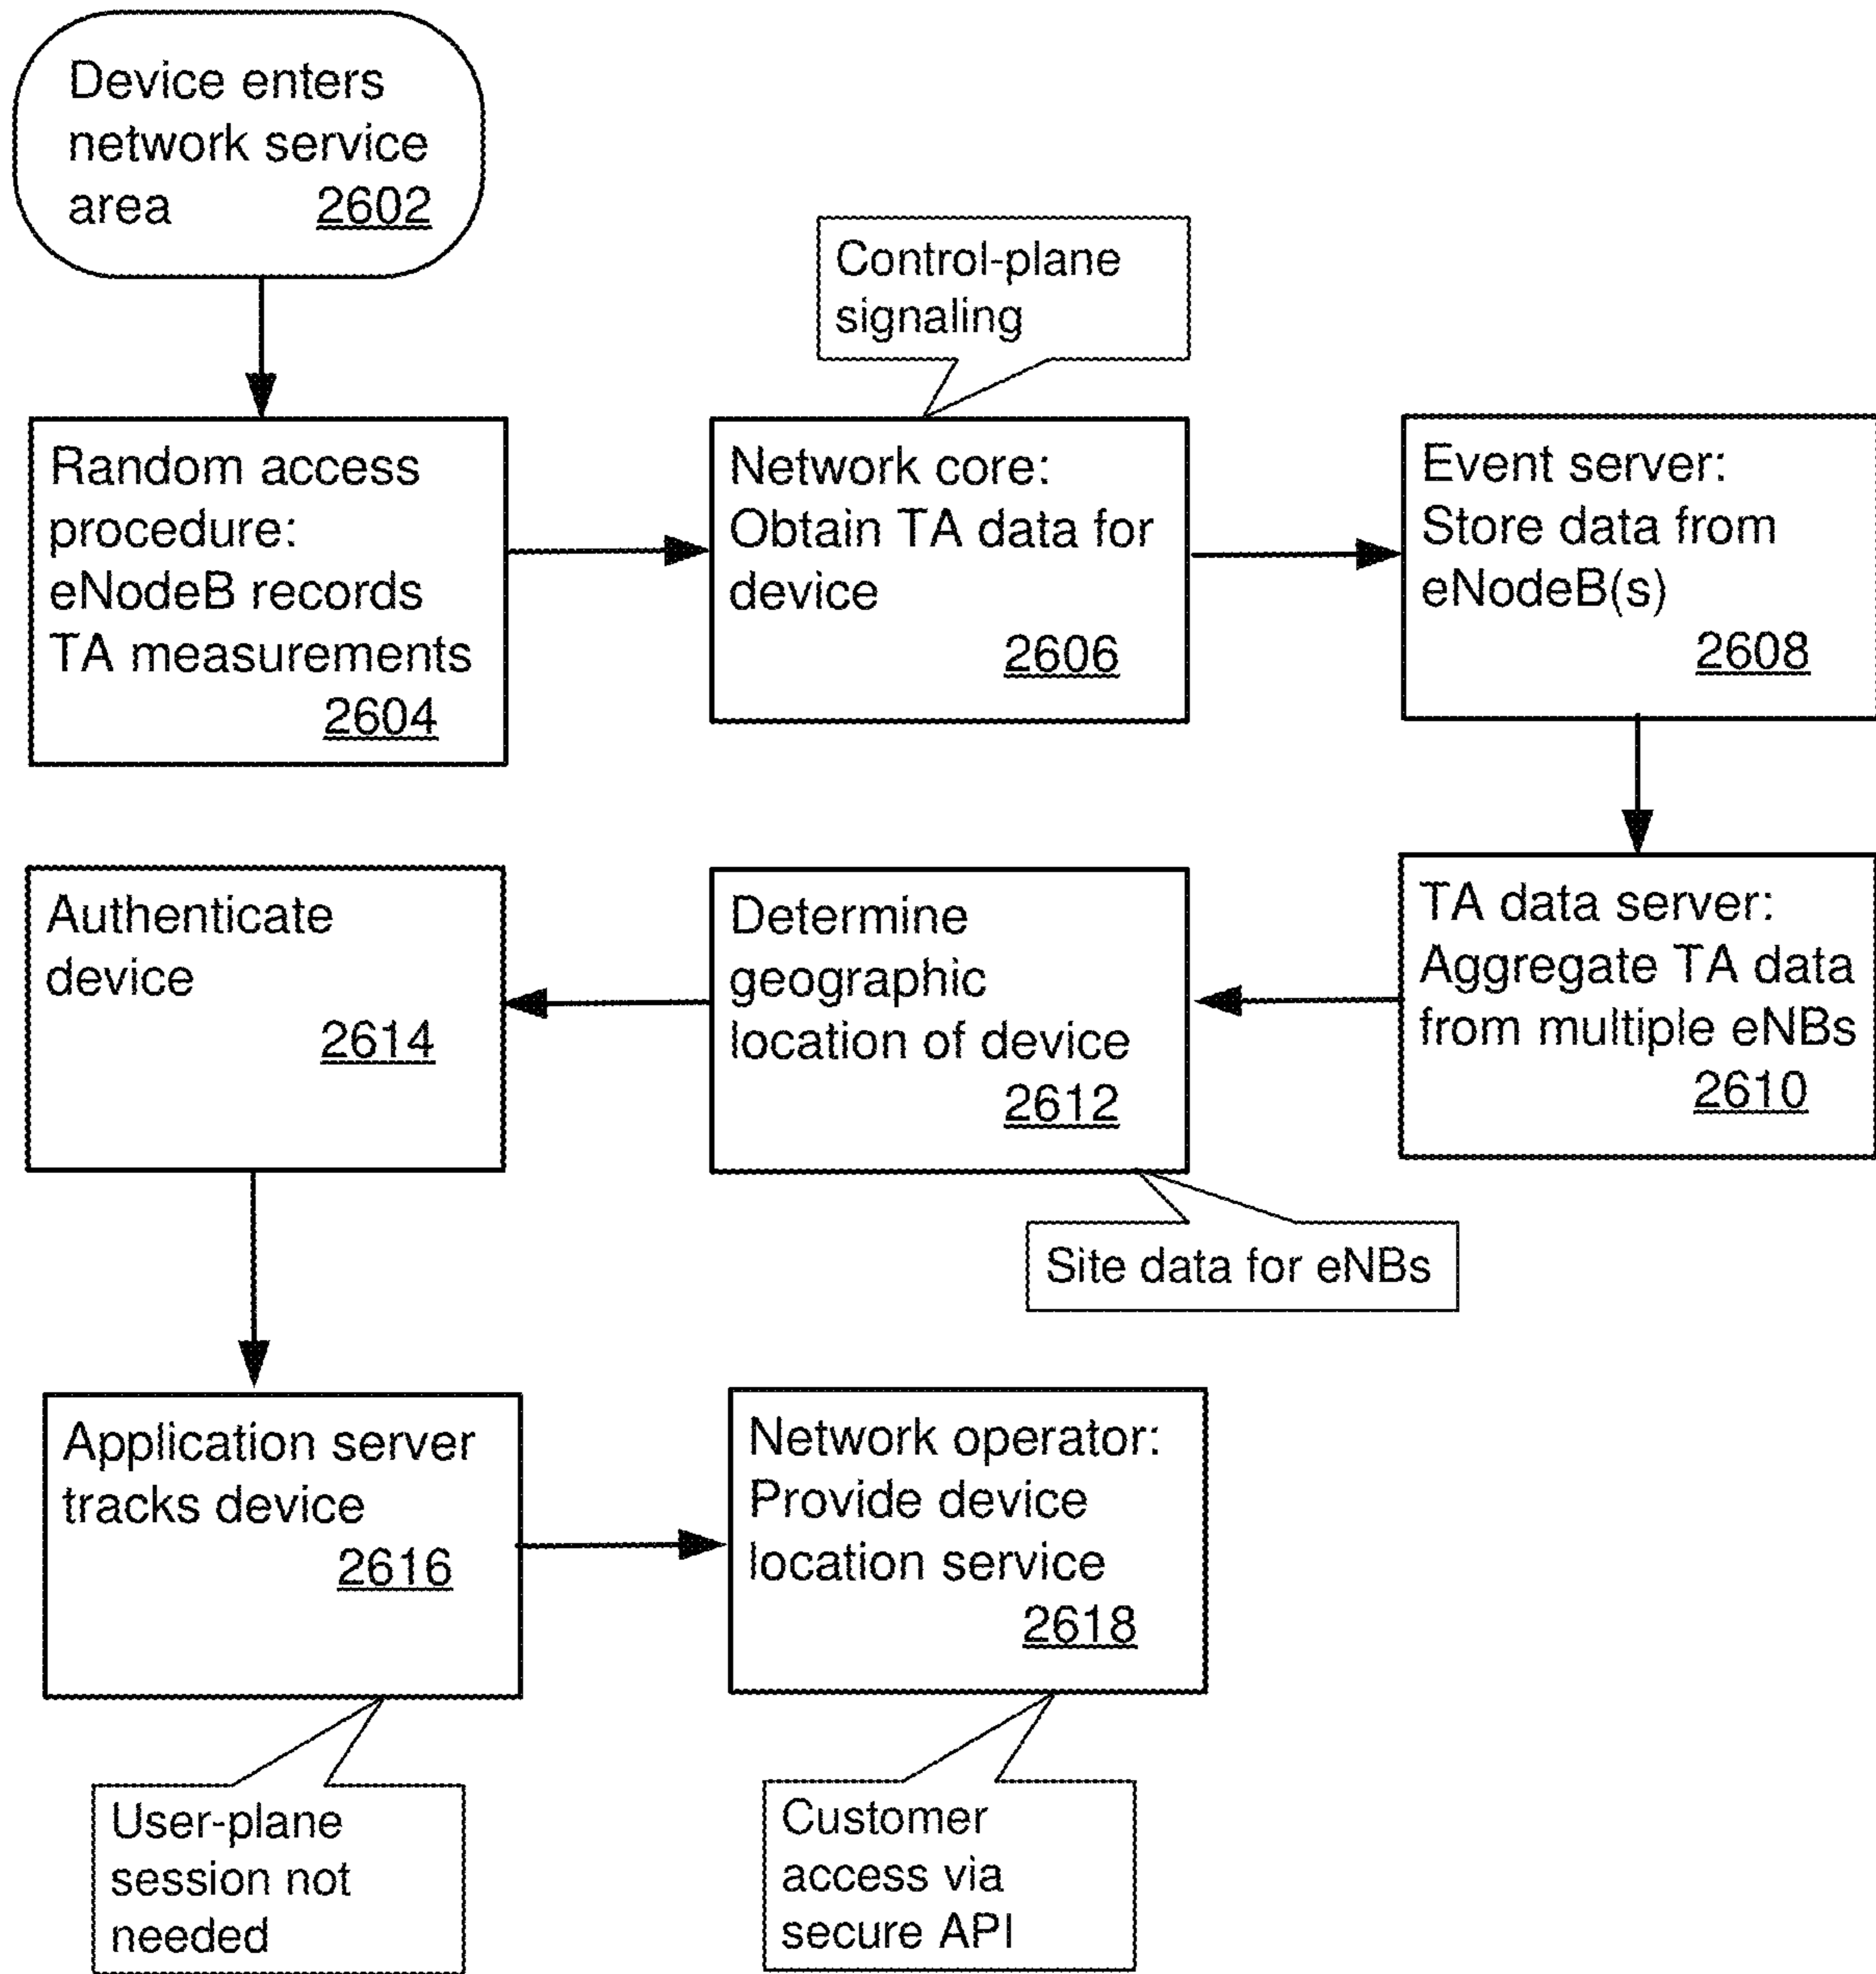 Device enters
network service
area 2602
Control-plane
signaling
Random access
procedure:
eNodeB records
TA measurements
2604
Network core:
Obtain TA data for
device
2606
Event server:
Store data from
eNodeB(s)
2608
TA data server:
Aggregate TA data
from multiple eNBs
2610
Determine
geographic
location of device
2612
Site data for eNBs
Authenticate
device
2614
Application server
tracks device
2616
User-plane
session not
needed
Network operator:
Provide device
location service
2618
Customer
access via
secure API